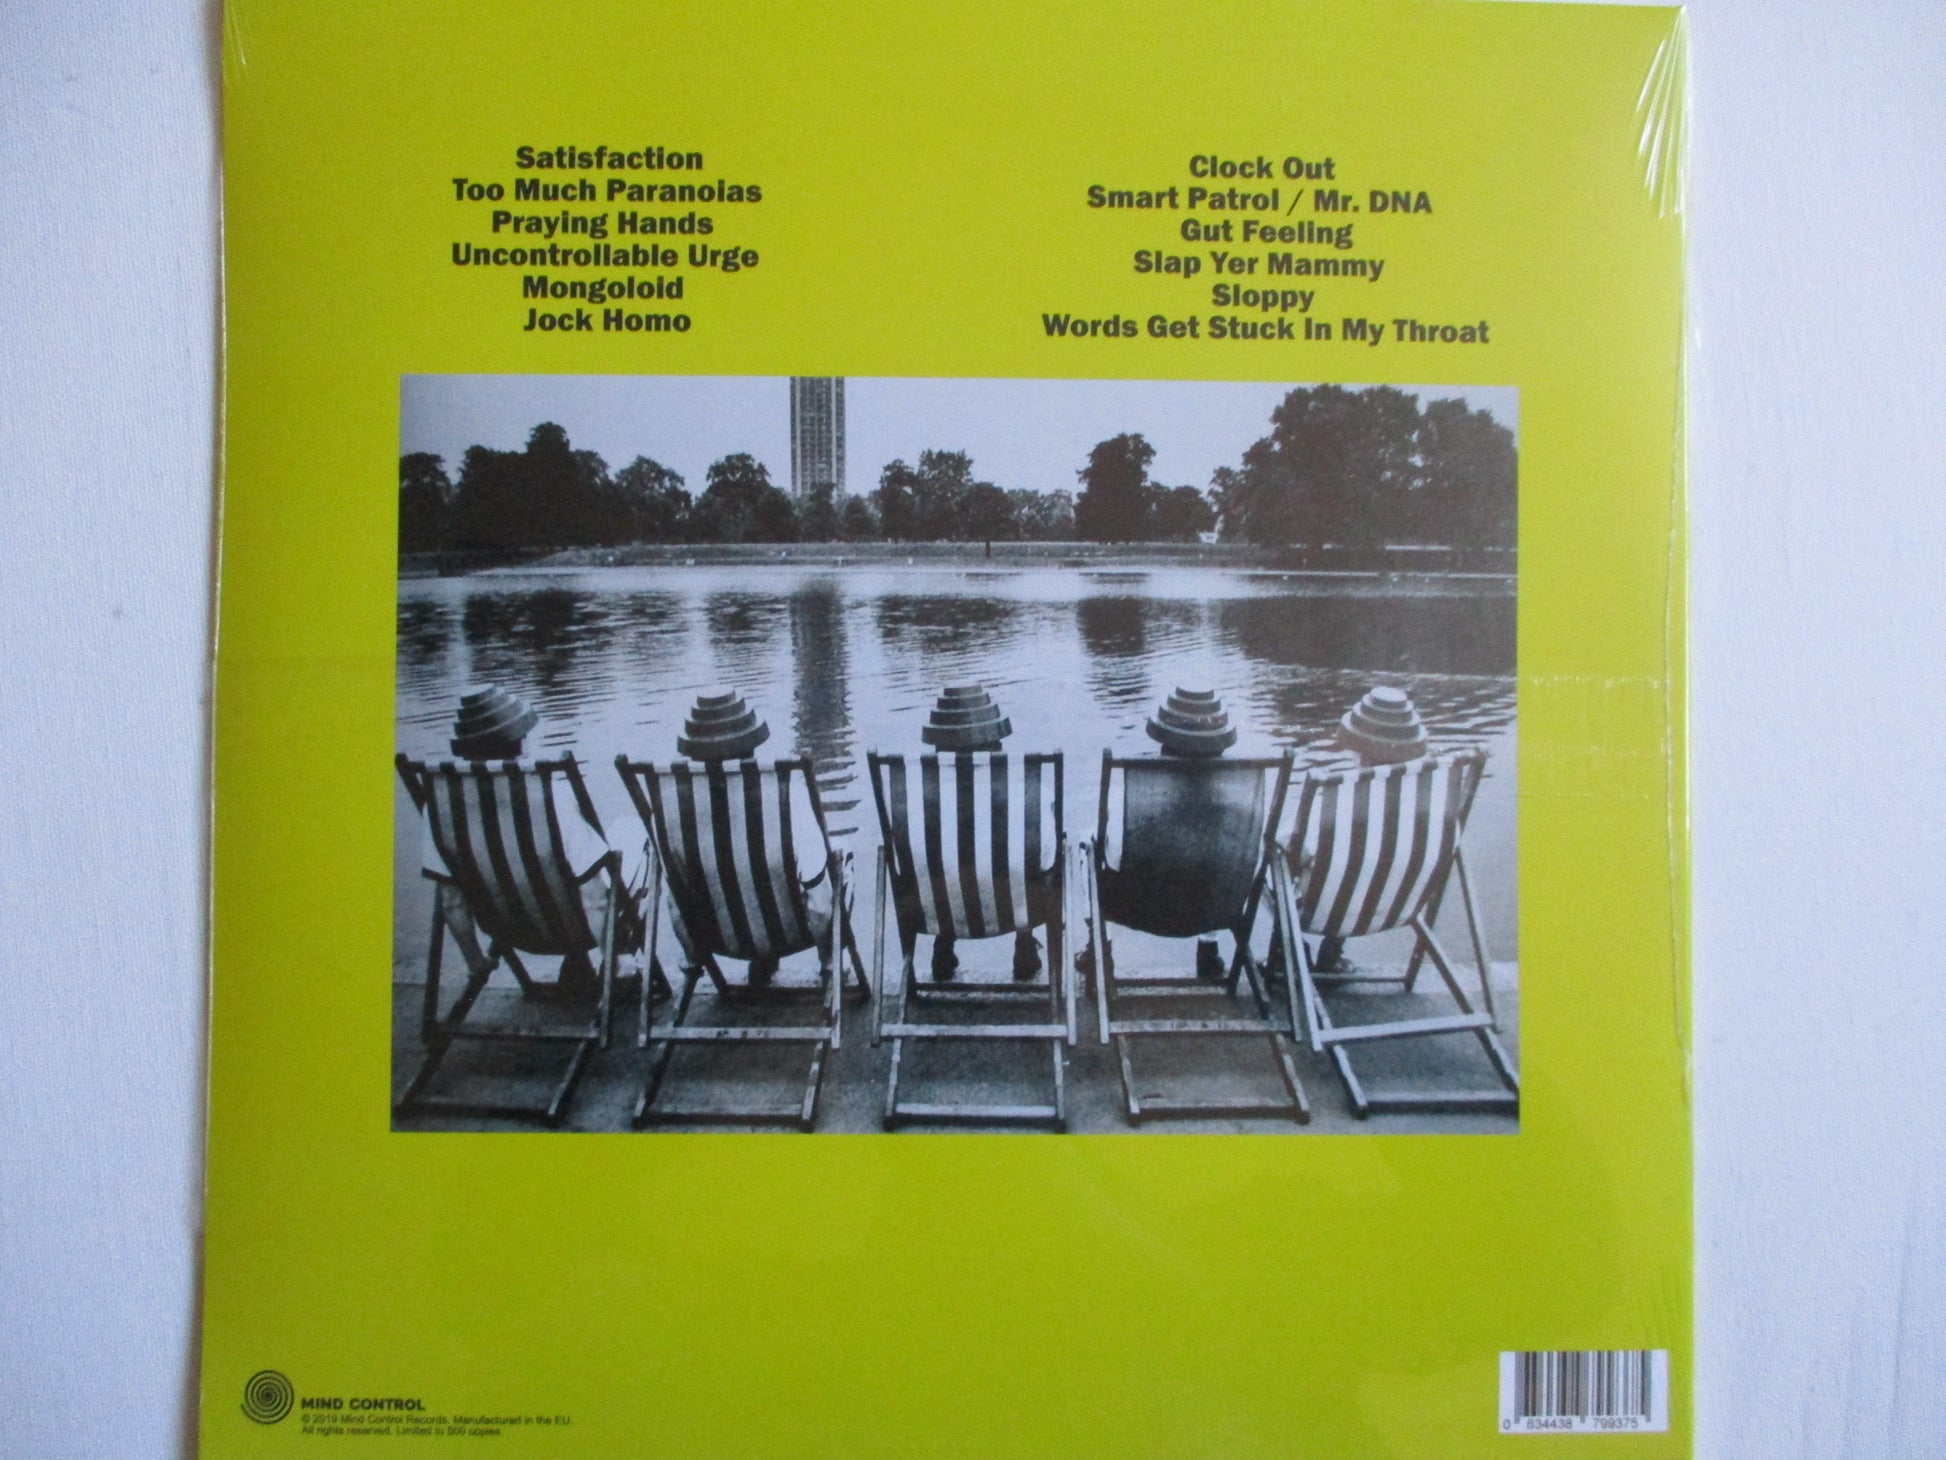 Satisfaction
Too Much Paranoias
Praying Hands
Uncontrollable Urge
Mongoloid
Jock Homo
Clock Out
Smart Patrol / Mr. DNA
Gut Feeling
Slap Yer Mammy
Sloppy
Words Get Stuck In My Throat
MIND CONTROL
© 2019 Mind Control Records. Manufactured in the EU.
All rights reserved. Limited to 500 copies
0 834438 799375